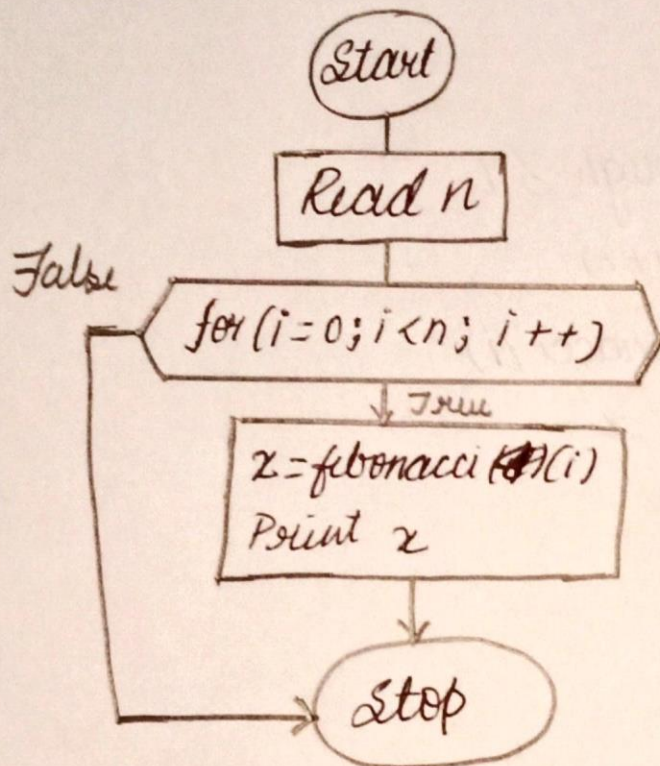 Start
Read n
False
for(i=0; i<n; i++)
True
x=fibonacci (i)
Print x
Stop